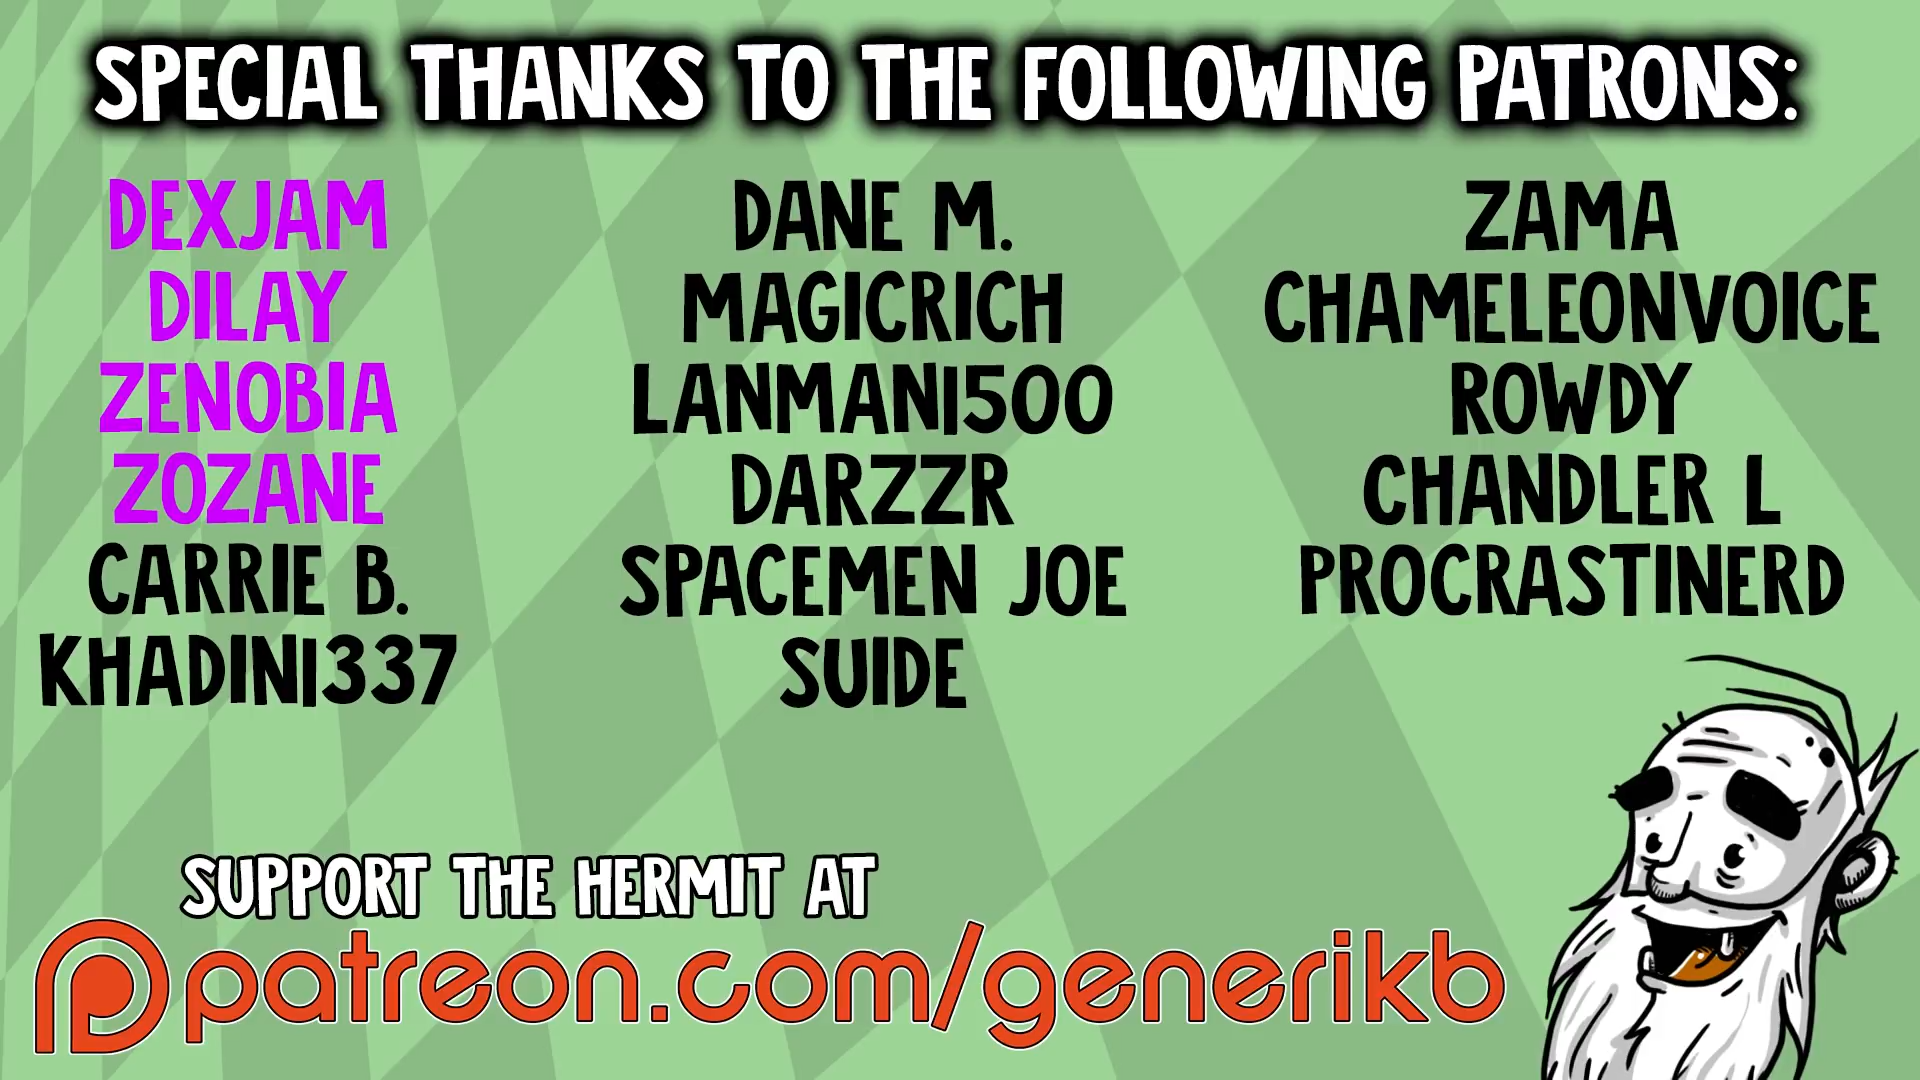 SPECIAL THANKS TO THE FOLLOWING PATRONS:
DEXJAM
DILAY
ZENOBIA
ZOZANE
CARRIE B.
KHADIN1337
DANE M.
MAGICRICH
LANMAN1500
DARZZR
SPACEMEN JOE
SUIDE
ZAMA
CHAMELEONVOICE
ROWDY
CHANDLER L
PROCRASTINERD
SUPPORT THE HERMIT AT
patreon.com/generikb